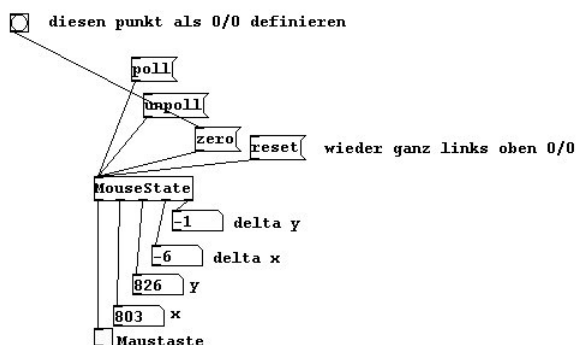 diesen punkt als 0/0 definieren
poll
unpoll
zero
reset
wieder ganz links oben 0/0
MouseState
-1
delta y
-6
delta x
826
y
803
x
Maustaste